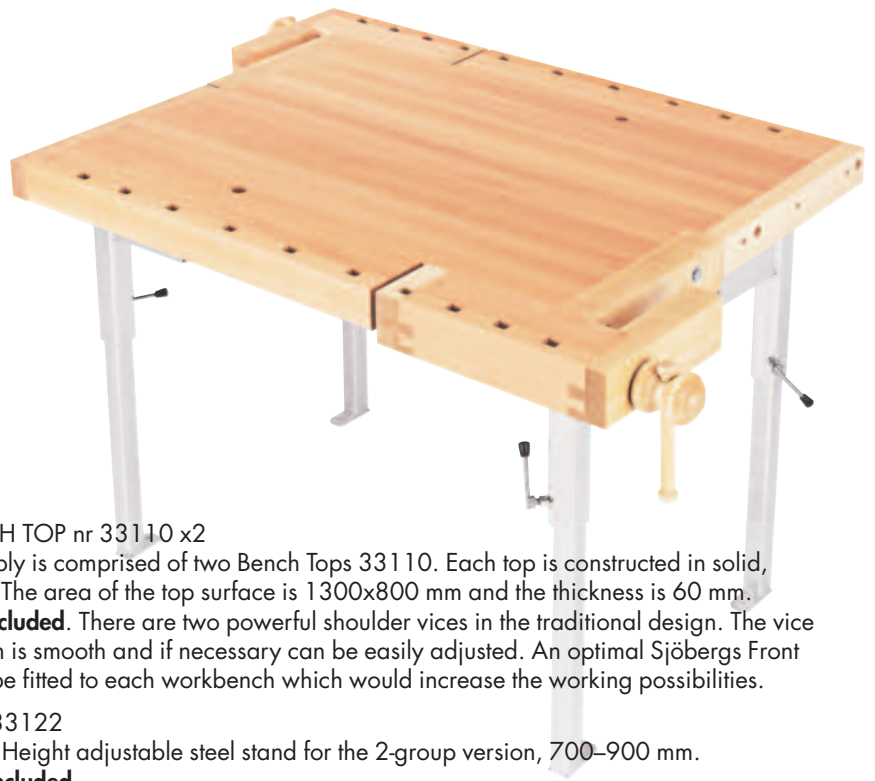 H TOP nr 33110 x2
bly is comprised of two Bench Tops 33110. Each top is constructed in solid,
The area of the top surface is 1300x800 mm and the thickness is 60 mm.
cluded. There are two powerful shoulder vices in the traditional design. The vice
n is smooth and if necessary can be easily adjusted. An optimal Sjöbergs Front
be fitted to each workbench which would increase the working possibilities.
33122
Height adjustable steel stand for the 2-group version, 700–900 mm.